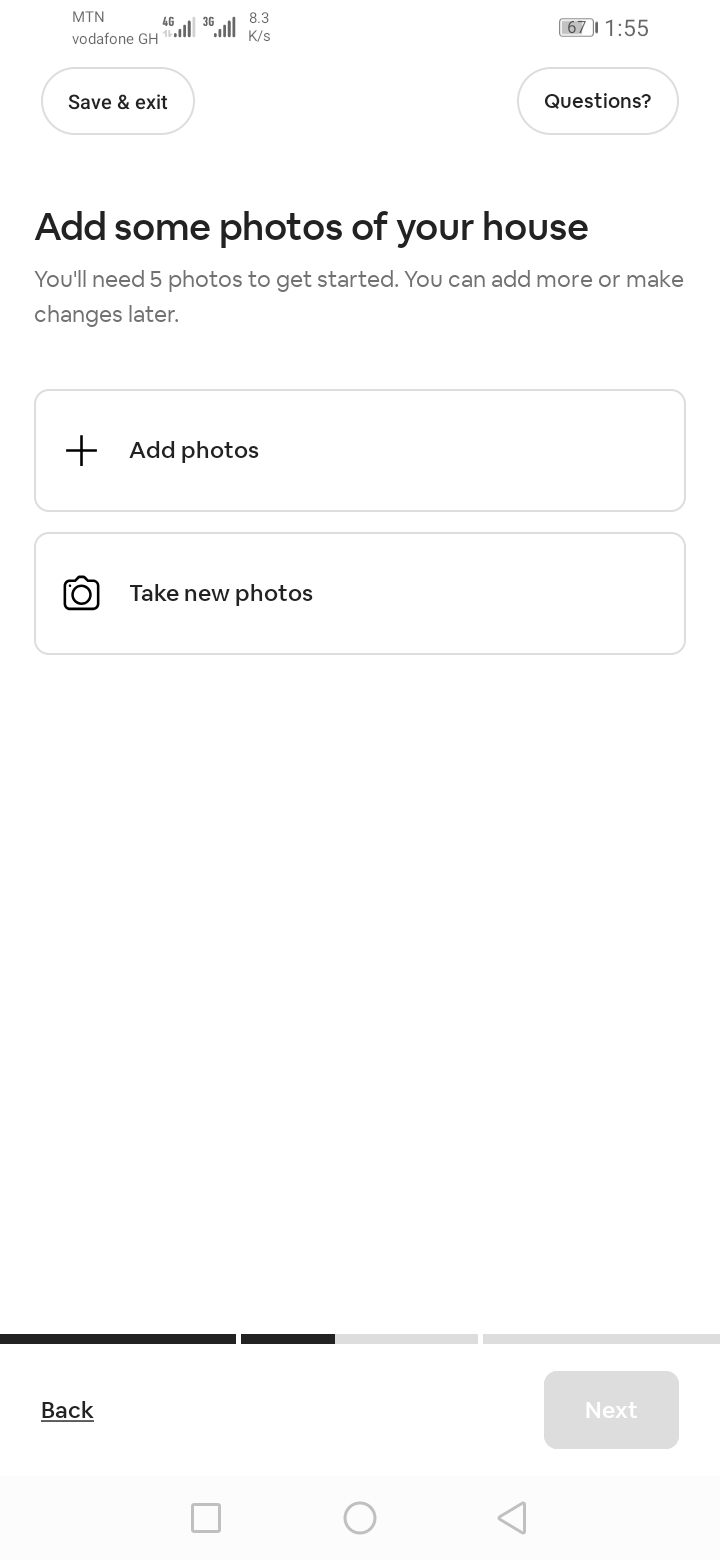 MTN
vodafone GH
4G
3G
8.3
K/s
67
1:55
Save & exit
Questions?
Add some photos of your house
You'll need 5 photos to get started. You can add more or make
changes later.
Add photos
Take new photos
Back
Next